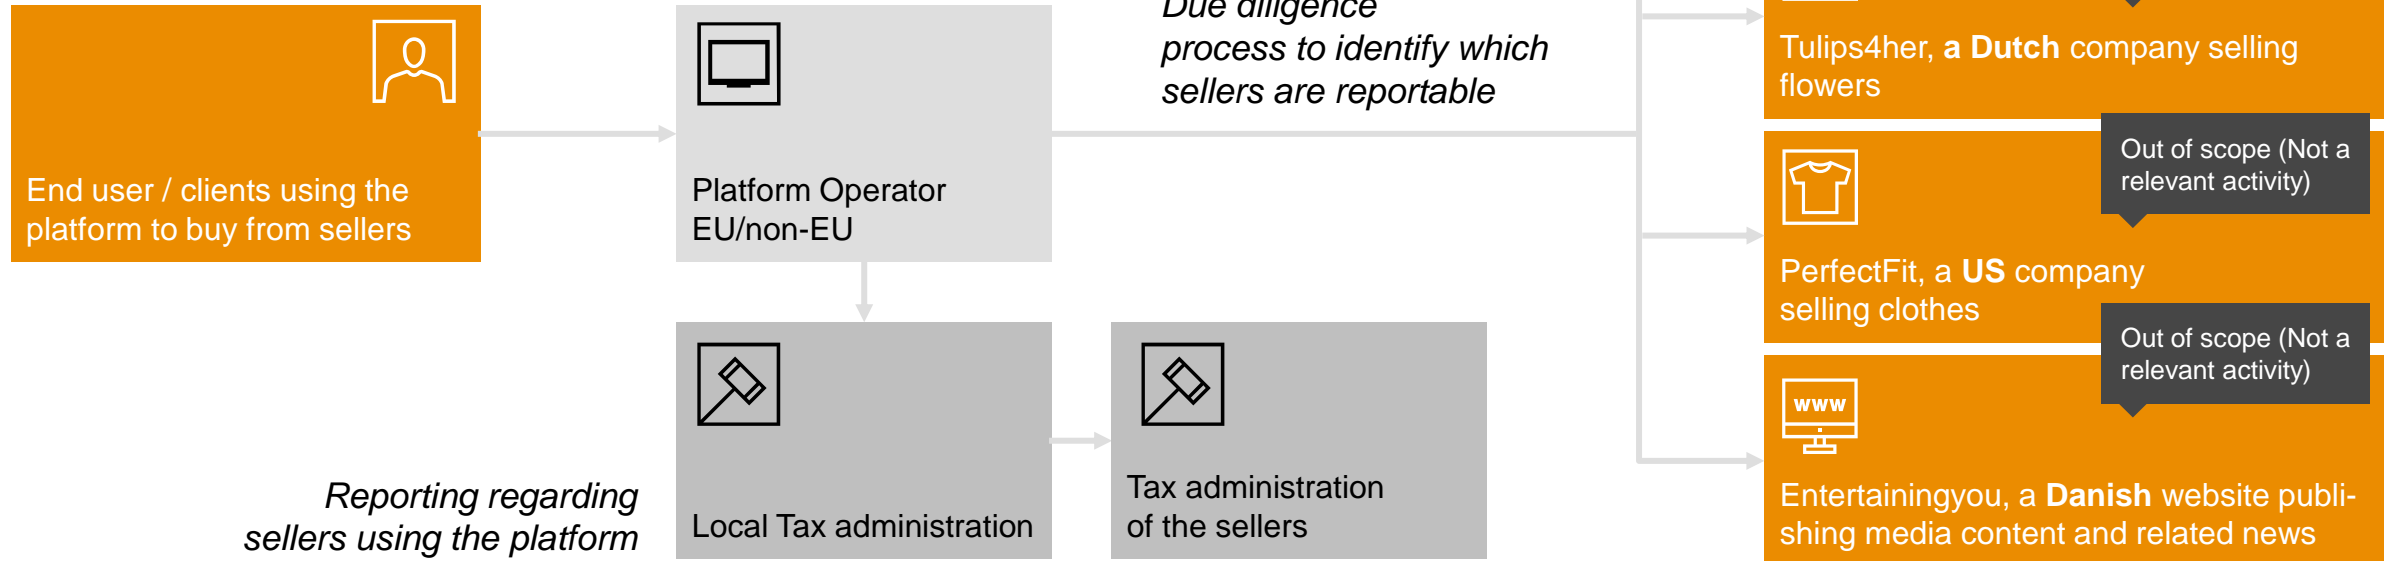 End user / clients using the
platform to buy from sellers
Platform Operator
EU/non-EU
Due diligence
process to identify which
sellers are reportable
Tulips4her, a Dutch company selling
flowers
Out of scope (Not a
relevant activity)
PerfectFit, a US company
selling clothes
Out of scope (Not a
relevant activity)
www
Entertainingyou, a Danish website publi-
shing media content and related news
Reporting regarding
sellers using the platform
Local Tax administration
Tax administration
of the sellers